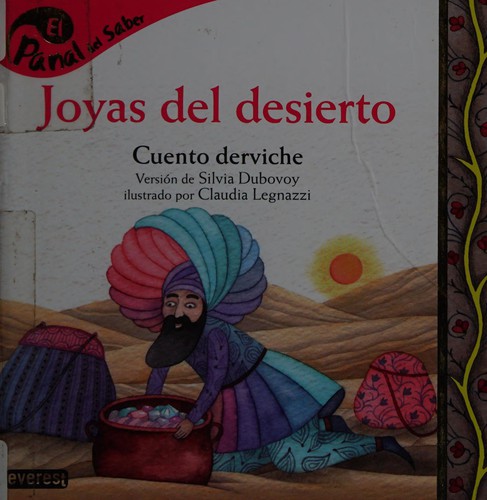 El
Panal del Saber
Joyas del desierto
Cuento derviche
Versión de Silvia Dubovoy
ilustrado por Claudia Legnazzi
everest